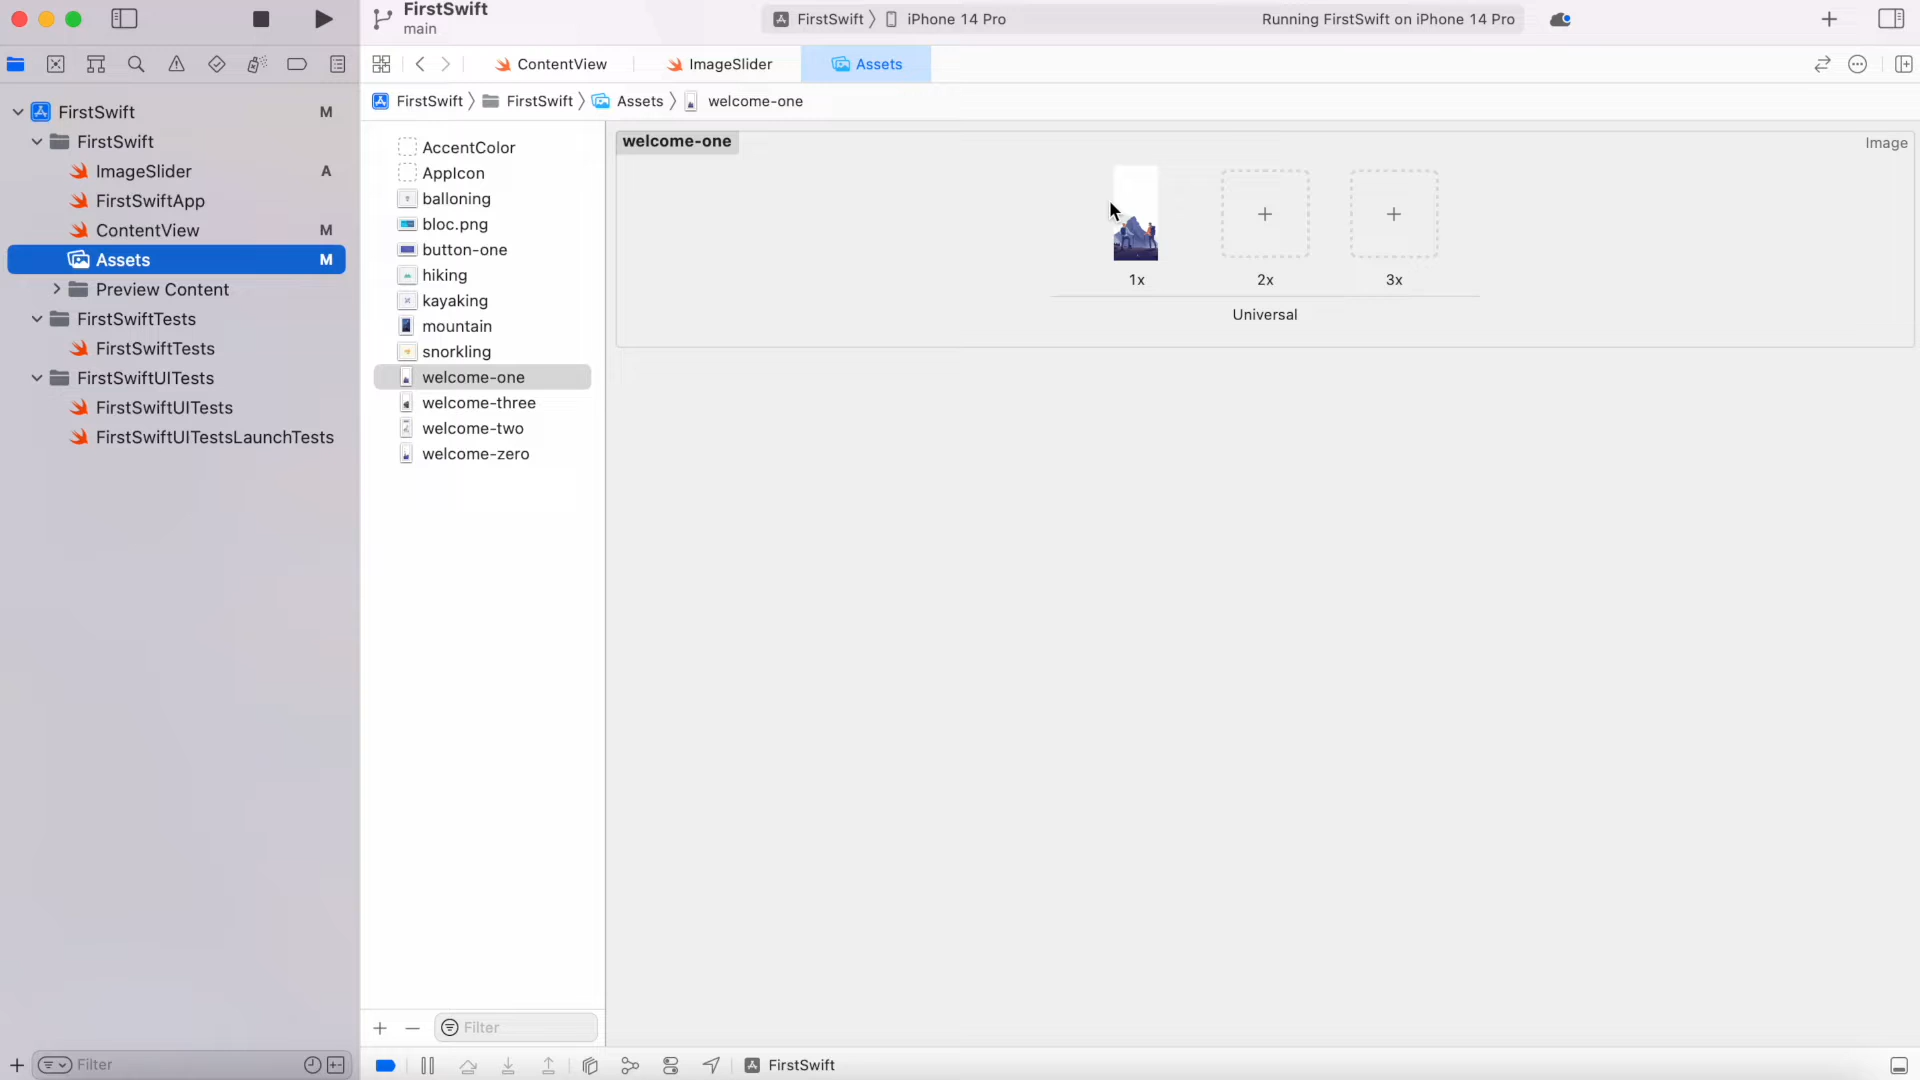 FirstSwift
main
FirstSwift
iPhone 14 Pro
Running FirstSwift on iPhone 14 Pro
ContentView
ImageSlider
Assets
FirstSwift
FirstSwift
Assets
welcome-one
FirstSwift M
FirstSwift
ImageSlider A
FirstSwiftApp
ContentView M
Assets M
Preview Content
FirstSwiftTests
FirstSwiftTests
FirstSwiftUITests
FirstSwiftUITests
FirstSwiftUITestsLaunchTests
Filter
AccentColor
AppIcon
balloning
bloc.png
button-one
hiking
kayaking
mountain
snorkling
welcome-one
welcome-three
welcome-two
welcome-zero
Filter
welcome-one
Image
1x 2x 3x
Universal
FirstSwift